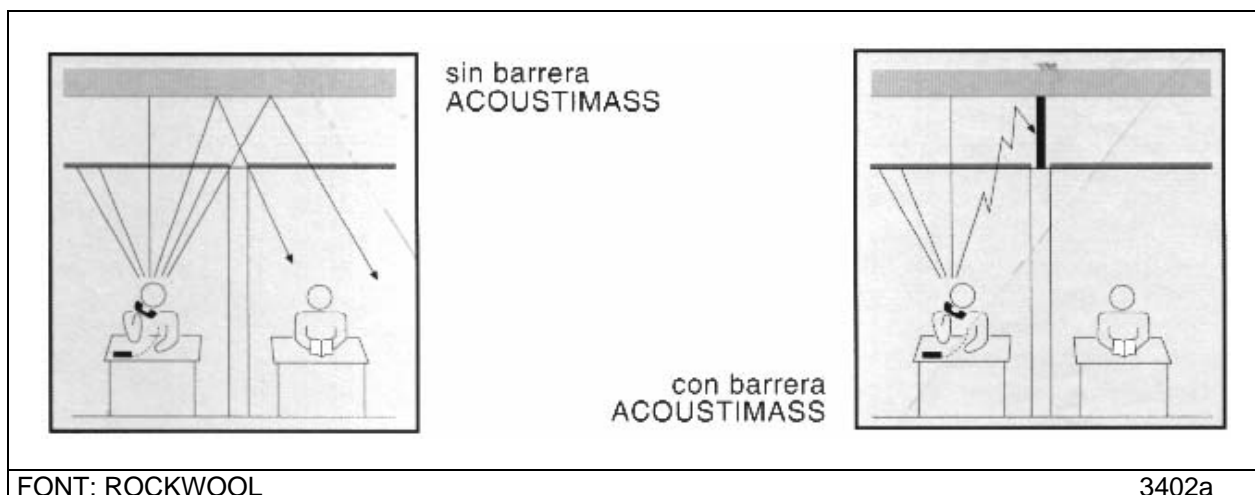 sin barrera
ACOUSTIMASS
con barrera
ACOUSTIMASS
FONT: ROCKWOOL
3402a